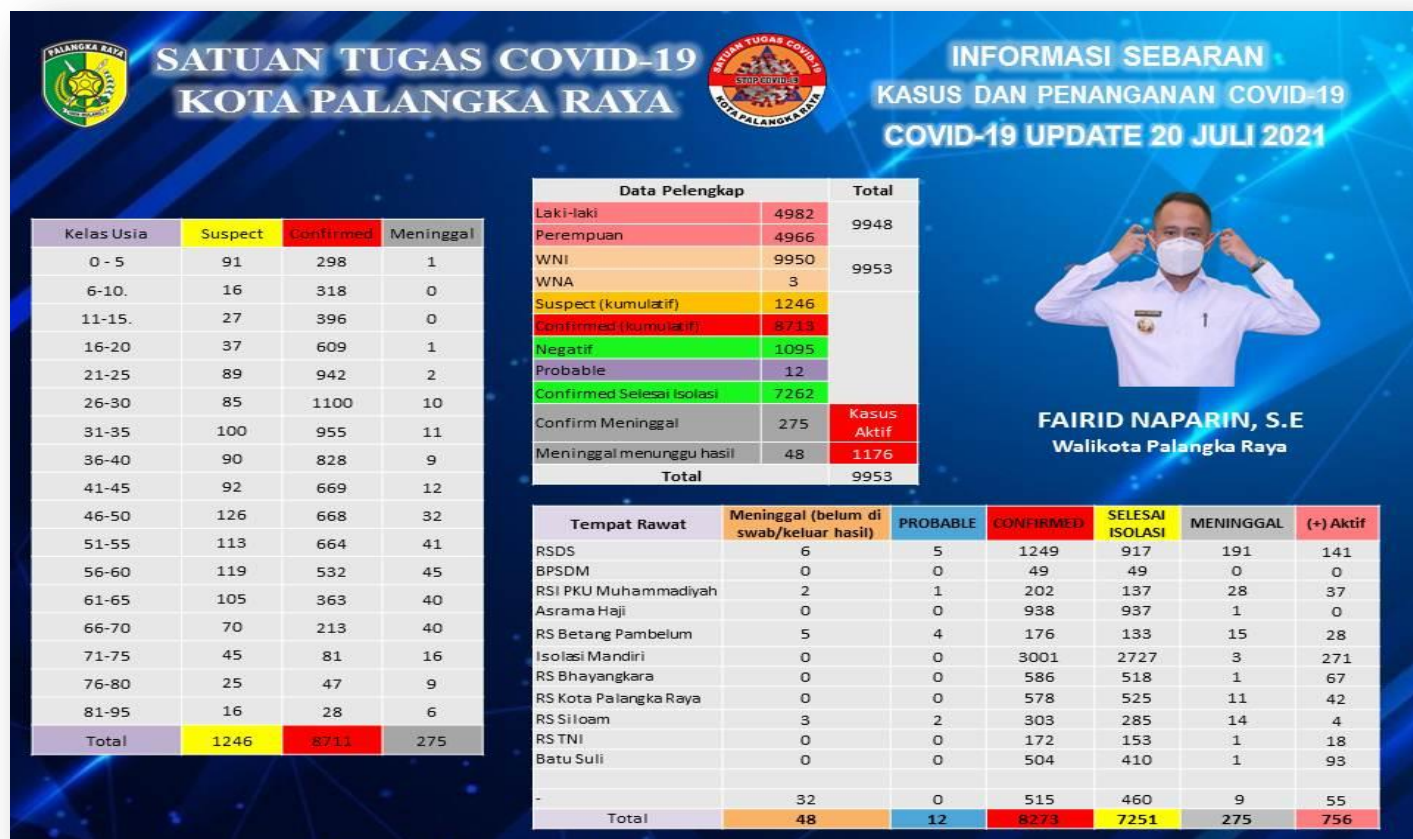 PALANGKA RAYA
SATUAN TUGAS COVID-19
KOTA PALANGKA RAYA
SATUAN TUGAS COVID-19
STOP COVID-19
KOTA PALANGKA RAYA
INFORMASI SEBARAN
KASUS DAN PENANGANAN COVID-19
COVID-19 UPDATE 20 JULI 2021
Kelas Usia Suspect Confirmed Meninggal
0 - 5 91 298 1
6-10. 16 318 0
11-15. 27 396 0
16-20 37 609 1
21-25 89 942 2
26-30 85 1100 10
31-35 100 955 11
36-40 90 828 9
41-45 92 669 12
46-50 126 668 32
51-55 113 664 41
56-60 119 532 45
61-65 105 363 40
66-70 70 213 40
71-75 45 81 16
76-80 25 47 9
81-95 16 28 6
Total 1246 8711 275
Data Pelengkap Total
Laki-laki 4982 9948
Perempuan 4966
WNI 9950 9953
WNA 3
Suspect (kumulatif) 1246
Confirmed (kumulatif) 8713
Negatif 1095
Probable 12
Confirmed Selesai Isolasi 7262
Confirm Meninggal 275 Kasus Aktif
Meninggal menunggu hasil 48 1176
Total 9953
FAIRID NAPARIN, S.E
Walikota Palangka Raya
Tempat Rawat Meninggal (belum di swab/keluar hasil) PROBABLE CONFIRMED SELESAI ISOLASI MENINGGAL (+) Aktif
RSDS 6 5 1249 917 191 141
BPSDM 0 0 49 49 0 0
RSI PKU Muhammadiyah 2 1 202 137 28 37
Asrama Haji 0 0 938 937 1 0
RS Betang Pambelum 5 4 176 133 15 28
Isolasi Mandiri 0 0 3001 2727 3 271
RS Bhayangkara 0 0 586 518 1 67
RS Kota Palangka Raya 0 0 578 525 11 42
RS Siloam 3 2 303 285 14 4
RS TNI 0 0 172 153 1 18
Batu Suli 0 0 504 410 1 93
- 32 0 515 460 9 55
Total 48 12 8273 7251 275 756